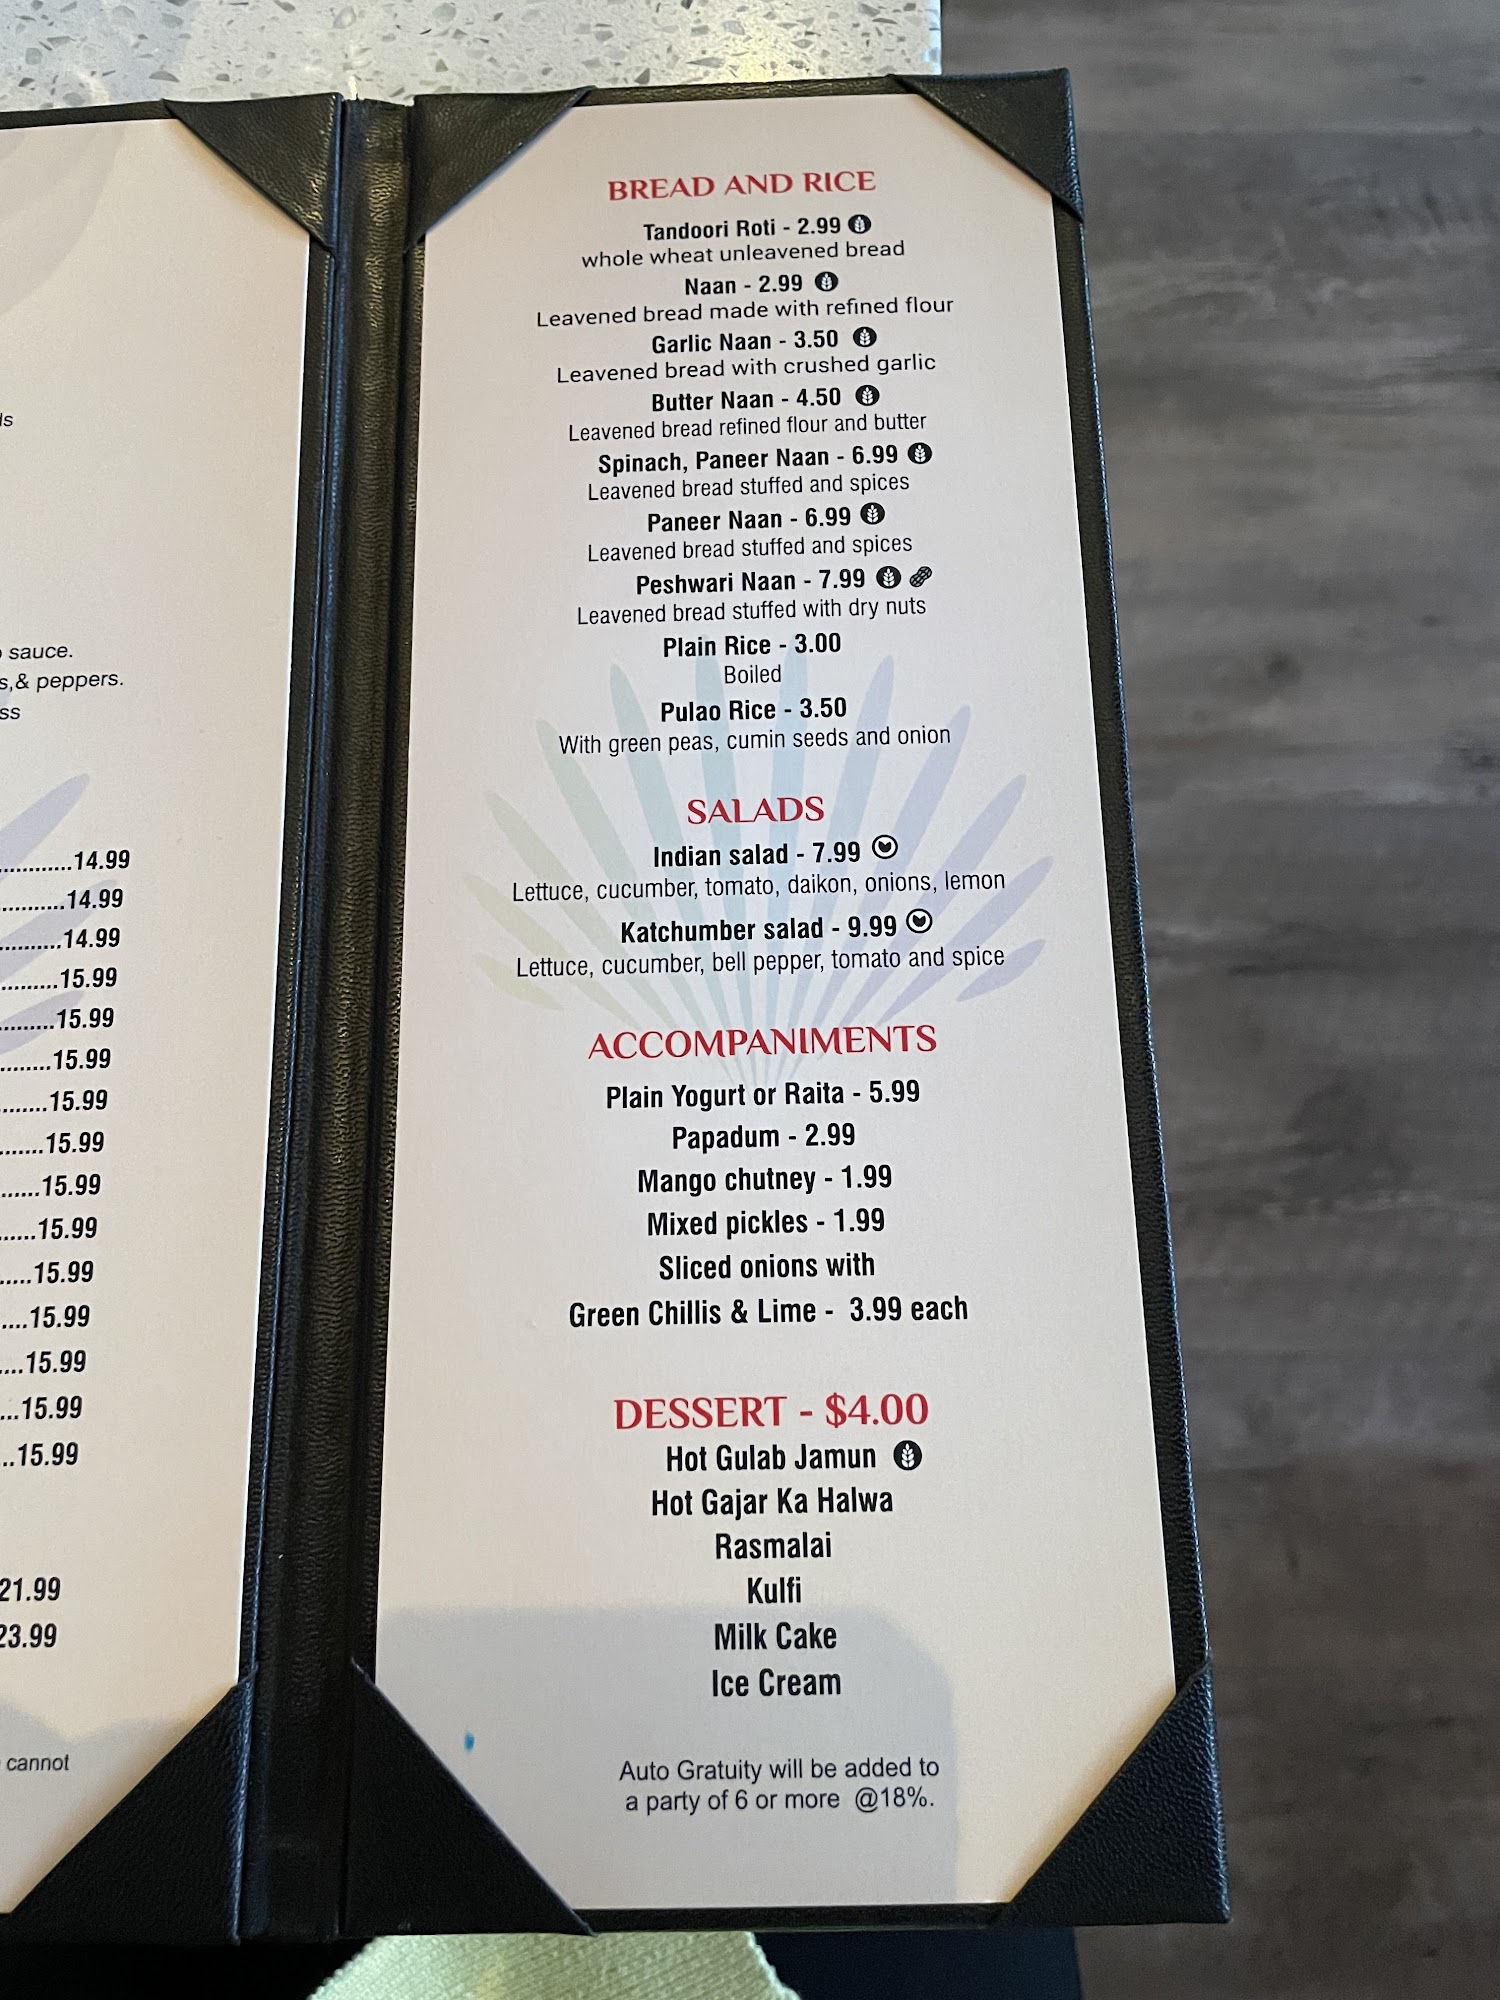 ls
sauce.
s,& peppers.
ss
............14.99
..........14.99
..........14.99
.........15.99
.........15.99
........15.99
.......15.99
.......15.99
......15.99
......15.99
.....15.99
....15.99
....15.99
...15.99
..15.99
21.99
23.99
cannot
BREAD AND RICE
Tandoori Roti - 2.99
whole wheat unleavened bread
Naan - 2.99
Leavened bread made with refined flour
Garlic Naan - 3.50
Leavened bread with crushed garlic
Butter Naan - 4.50
Leavened bread refined flour and butter
Spinach, Paneer Naan - 6.99
Leavened bread stuffed and spices
Paneer Naan - 6.99
Leavened bread stuffed and spices
Peshwari Naan - 7.99
Leavened bread stuffed with dry nuts
Plain Rice - 3.00
Boiled
Pulao Rice - 3.50
With green peas, cumin seeds and onion
SALADS
Indian salad - 7.99
Lettuce, cucumber, tomato, daikon, onions, lemon
Katchumber salad - 9.99
Lettuce, cucumber, bell pepper, tomato and spice
ACCOMPANIMENTS
Plain Yogurt or Raita - 5.99
Papadum - 2.99
Mango chutney - 1.99
Mixed pickles - 1.99
Sliced onions with
Green Chillis & Lime - 3.99 each
DESSERT - $4.00
Hot Gulab Jamun
Hot Gajar Ka Halwa
Rasmalai
Kulfi
Milk Cake
Ice Cream
Auto Gratuity will be added to
a party of 6 or more @18%.